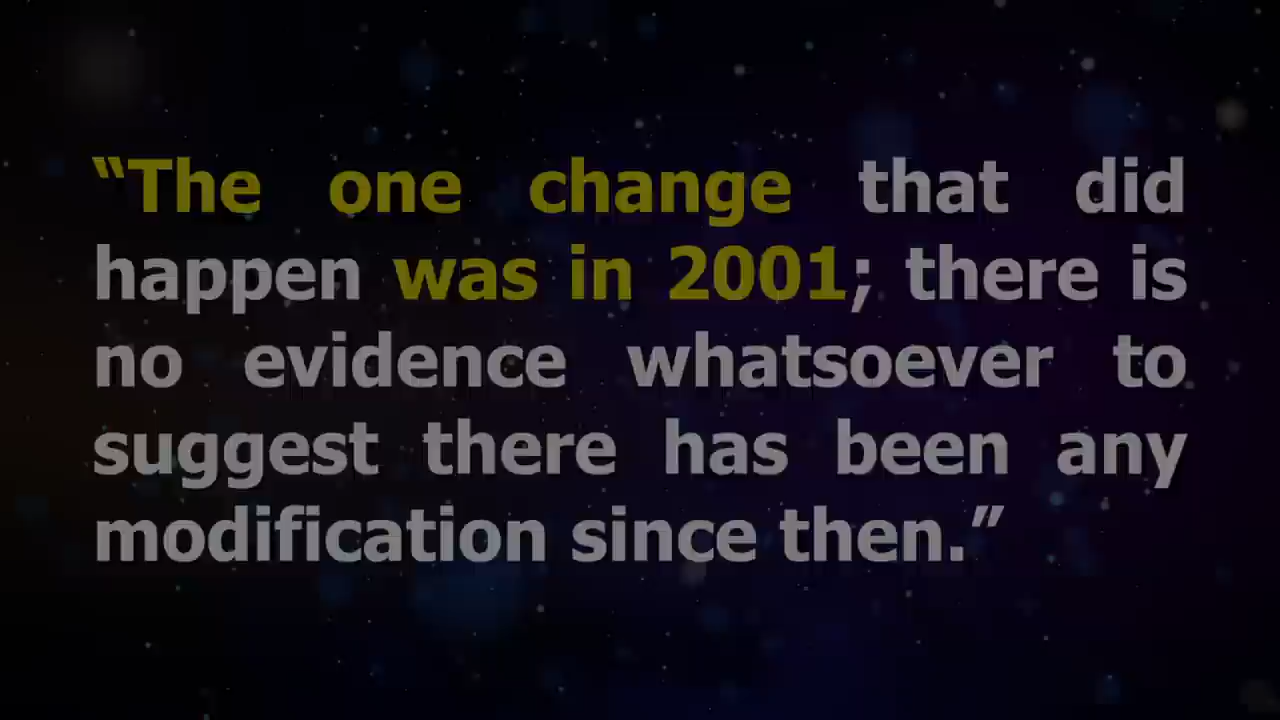 “The one change that did
happen was in 2001; there is
no evidence whatsoever to
suggest there has been any
modification since then.”